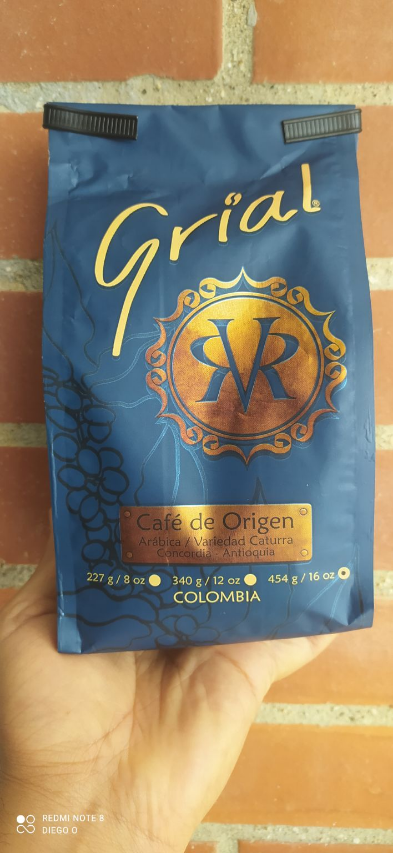 Grial®
VR
Café de Origen
Arábica / Variedad Caturra
Concordia - Antioquia
227 g / 8 oz 340 g / 12 oz 454 g / 16 oz
COLOMBIA
REDMI NOTE 8
DIEGO O